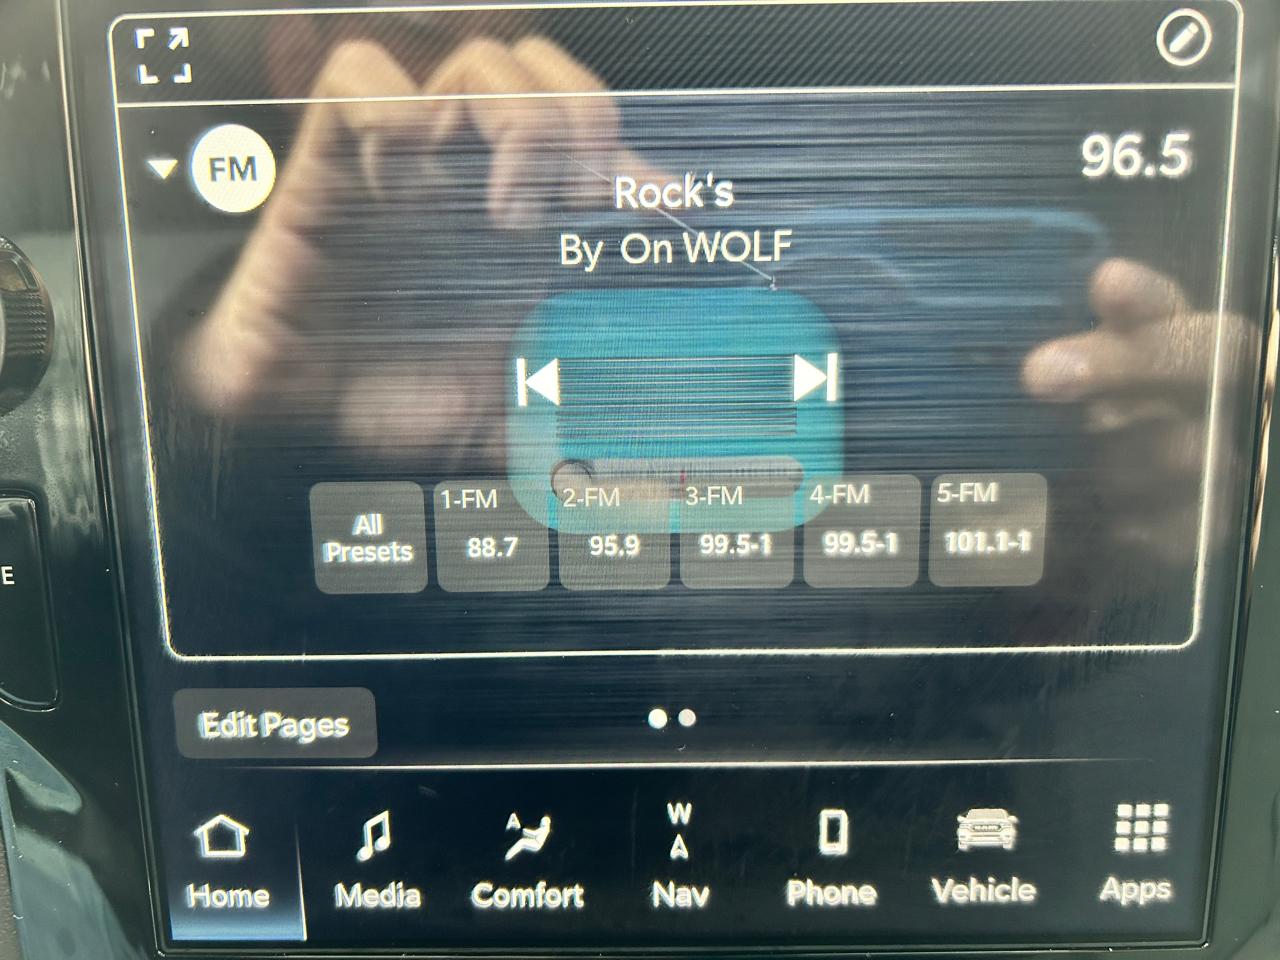 FM
96.5
Rock's
By On WOLF
All
Presets
1-FM
88.7
2-FM
95.9
3-FM
99.5-1
4-FM
99.5-1
5-FM
101.1-1
E
Edit Pages
W
A
Home
Media
Comfort
Nav
Phone
Vehicle
Apps